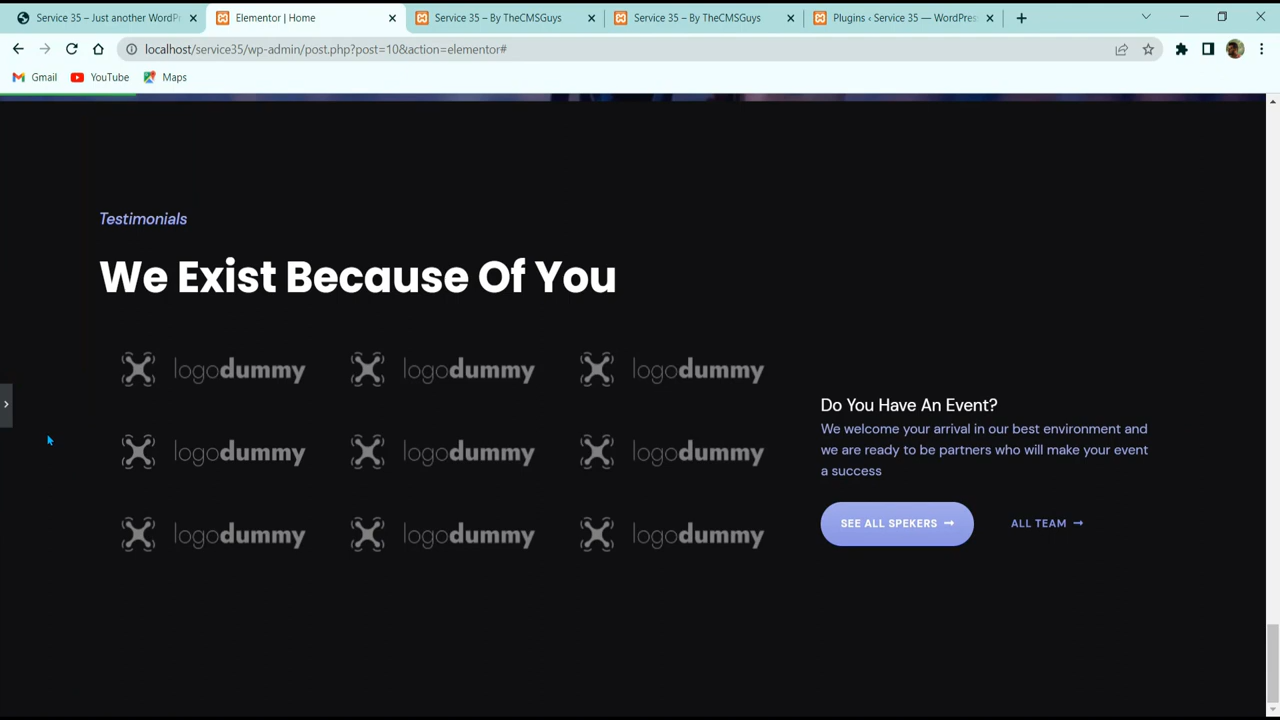 Service 35 – Just another WordPr
Elementor | Home
Service 35 – By TheCMSGuys
Service 35 – By TheCMSGuys
Plugins ‹ Service 35 — WordPres
localhost/service35/wp-admin/post.php?post=10&action=elementor#
Gmail
YouTube
Maps
Testimonials
We Exist Because Of You
logodummy logodummy logodummy
logodummy logodummy logodummy
logodummy logodummy logodummy
Do You Have An Event?
We welcome your arrival in our best environment and
we are ready to be partners who will make your event
a success
SEE ALL SPEKERS →
ALL TEAM →